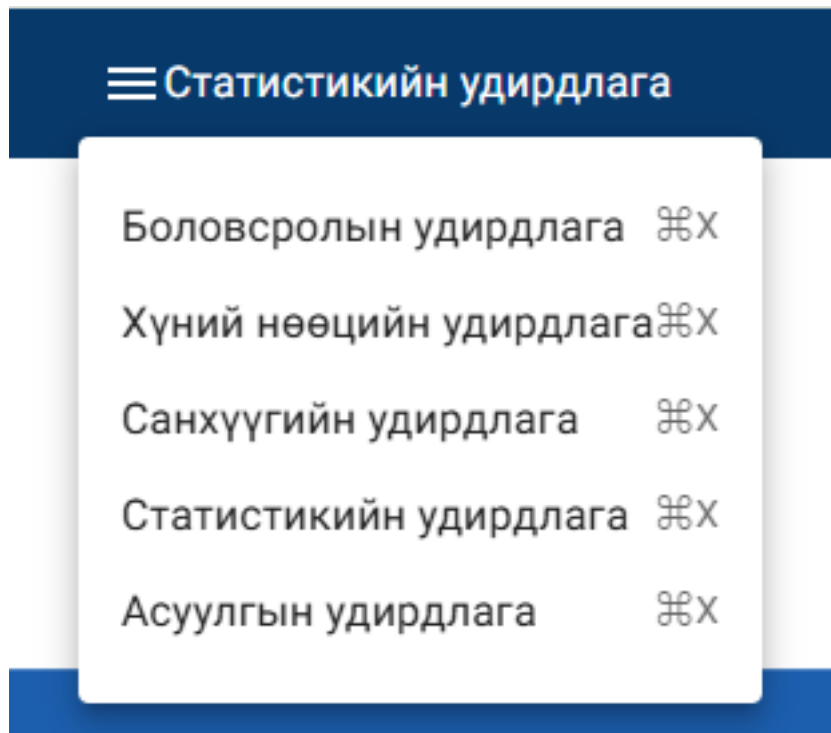 Статистикийн удирдлага
Боловсролын удирдлага ⌘X
Хүний нөөцийн удирдлага⌘X
Санхүүгийн удирдлага ⌘X
Статистикийн удирдлага ⌘X
Асуулгын удирдлага ⌘X